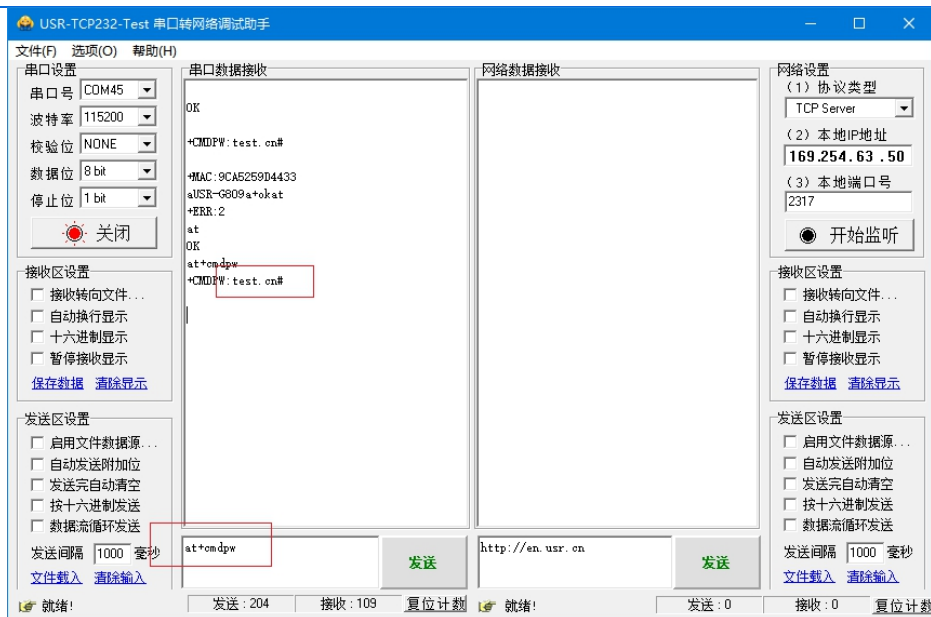 USR-TCP232-Test 串口转网络调试助手
文件(F) 选项(O) 帮助(H)
串口设置
串口号 COM45
波特率 115200
校验位 NONE
数据位 8 bit
停止位 1 bit
关闭
接收区设置
接收转向文件...
自动换行显示
十六进制显示
暂停接收显示
保存数据 清除显示
发送区设置
启用文件数据源...
自动发送附加位
发送完自动清空
按十六进制发送
数据流循环发送
发送间隔 1000 毫秒
文件载入 清除输入
就绪!
串口数据接收
OK
+CMDPW:test.cn#
+MAC:9CA5259D4433
aUSR-G809a+okat
+ERR:2
at
OK
at+cmdpw
+CMDPW:test.cn#
at+cmdpw
发送
发送 : 204 接收 : 109 复位计数
网络数据接收
http://en.usr.cn
发送
就绪!
发送 : 0 接收 : 0 复位计数
网络设置
(1) 协议类型
TCP Server
(2) 本地IP地址
169.254.63.50
(3) 本地端口号
2317
开始监听
接收区设置
接收转向文件...
自动换行显示
十六进制显示
暂停接收显示
保存数据 清除显示
发送区设置
启用文件数据源...
自动发送附加位
发送完自动清空
按十六进制发送
数据流循环发送
发送间隔 1000 毫秒
文件载入 清除输入